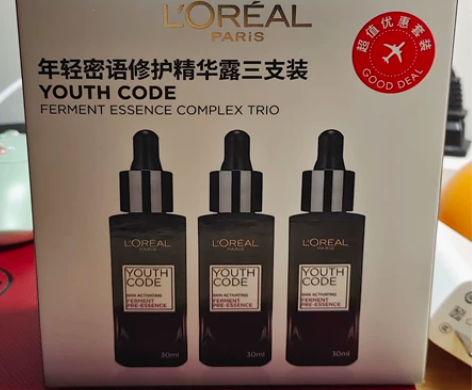 L'ORÉAL
PARiS
超值优惠套装
GOOD DEAL
年轻密语修护精华露三支装
YOUTH CODE
FERMENT ESSENCE COMPLEX TRIO
L'ORÉAL
PARIS
YOUTH
CODE
SKIN ACTIVATING
FERMENT
PRE-ESSENCE
30ml
L'ORÉAL
PARIS
YOUTH
CODE
SKIN ACTIVATING
FERMENT
PRE-ESSENCE
30ml
L'ORÉAL
PARIS
YOUTH
CODE
SKIN ACTIVATING
FERMENT
PRE-ESSENCE
30ml